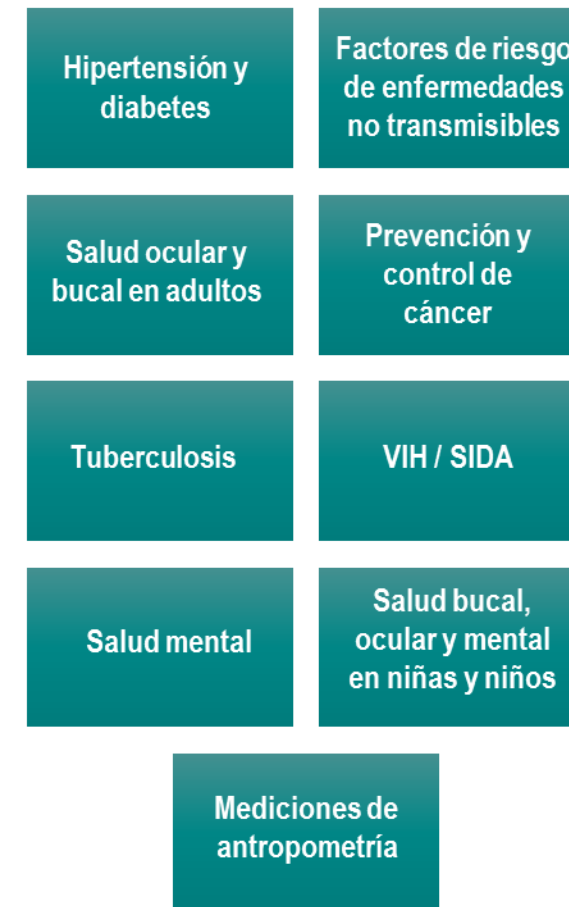 Hipertensión y
diabetes
Factores de riesgo
de enfermedades
no transmisibles
Salud ocular y
bucal en adultos
Prevención y
control de
cáncer
Tuberculosis
VIH / SIDA
Salud mental
Salud bucal,
ocular y mental
en niñas y niños
Mediciones de
antropometría